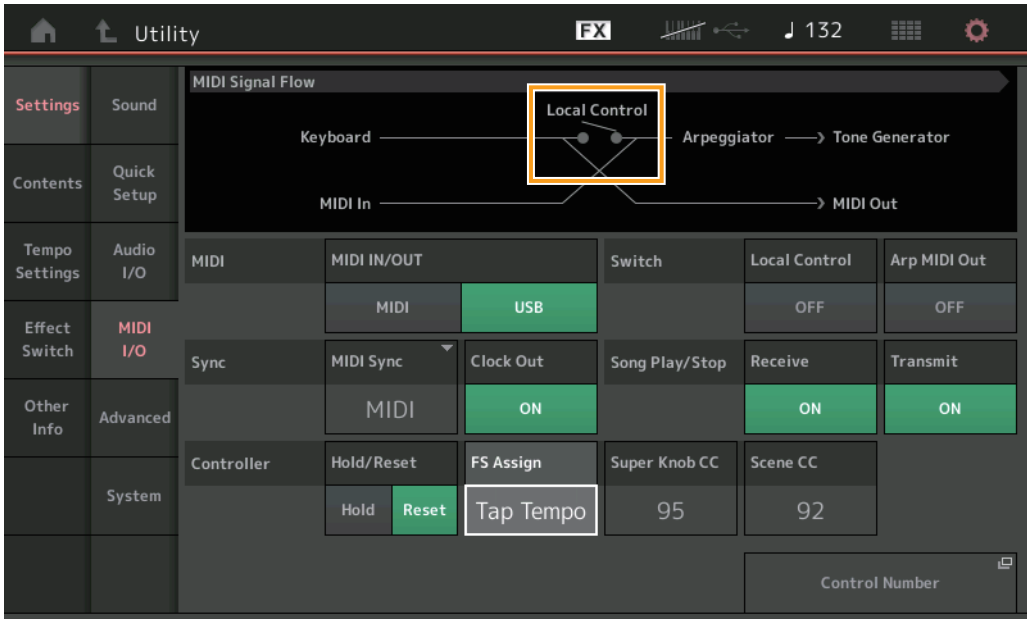 Utility
FX
♩ 132
Settings
Sound
Contents
Quick
Setup
Tempo
Settings
Audio
I/O
Effect
Switch
MIDI
I/O
Other
Info
Advanced
System
MIDI Signal Flow
Local Control
Keyboard
Arpeggiator
Tone Generator
MIDI In
MIDI Out
MIDI
MIDI IN/OUT
Switch
Local Control
Arp MIDI Out
MIDI
USB
OFF
OFF
Sync
MIDI Sync
Clock Out
Song Play/Stop
Receive
Transmit
MIDI
ON
ON
ON
Controller
Hold/Reset
FS Assign
Super Knob CC
Scene CC
Hold
Reset
Tap Tempo
95
92
Control Number